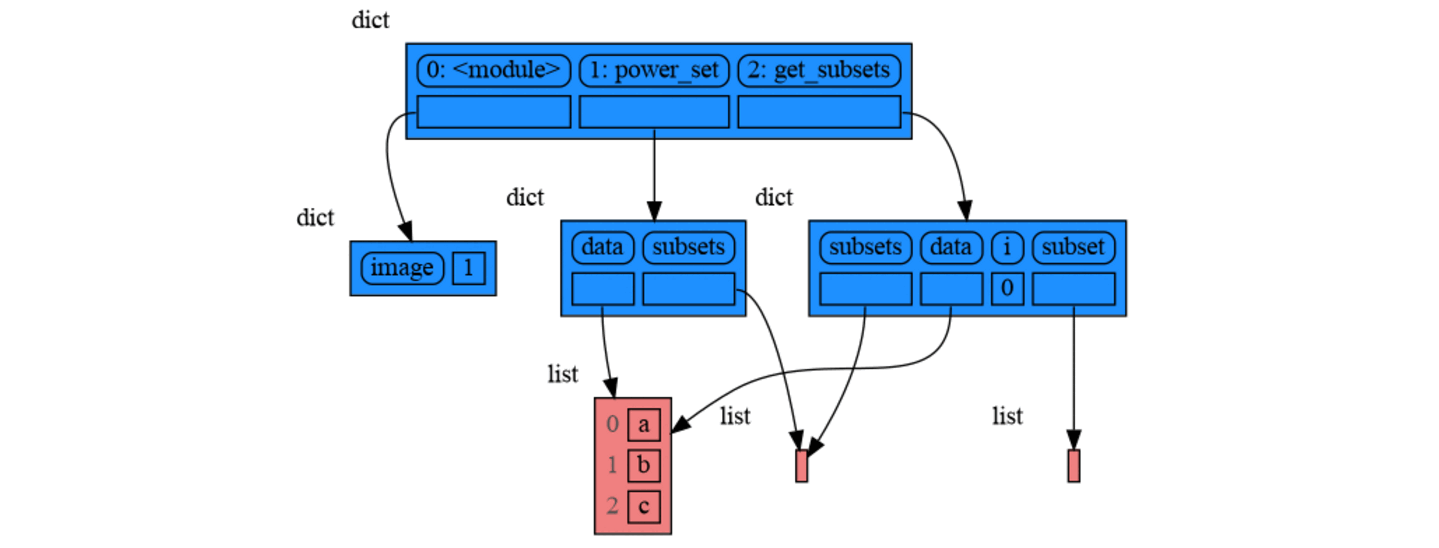 dict
0: <module> 1: power_set 2: get_subsets
dict dict dict
image 1
data subsets
subsets data i subset
0
list list list
0 a
1 b
2 c